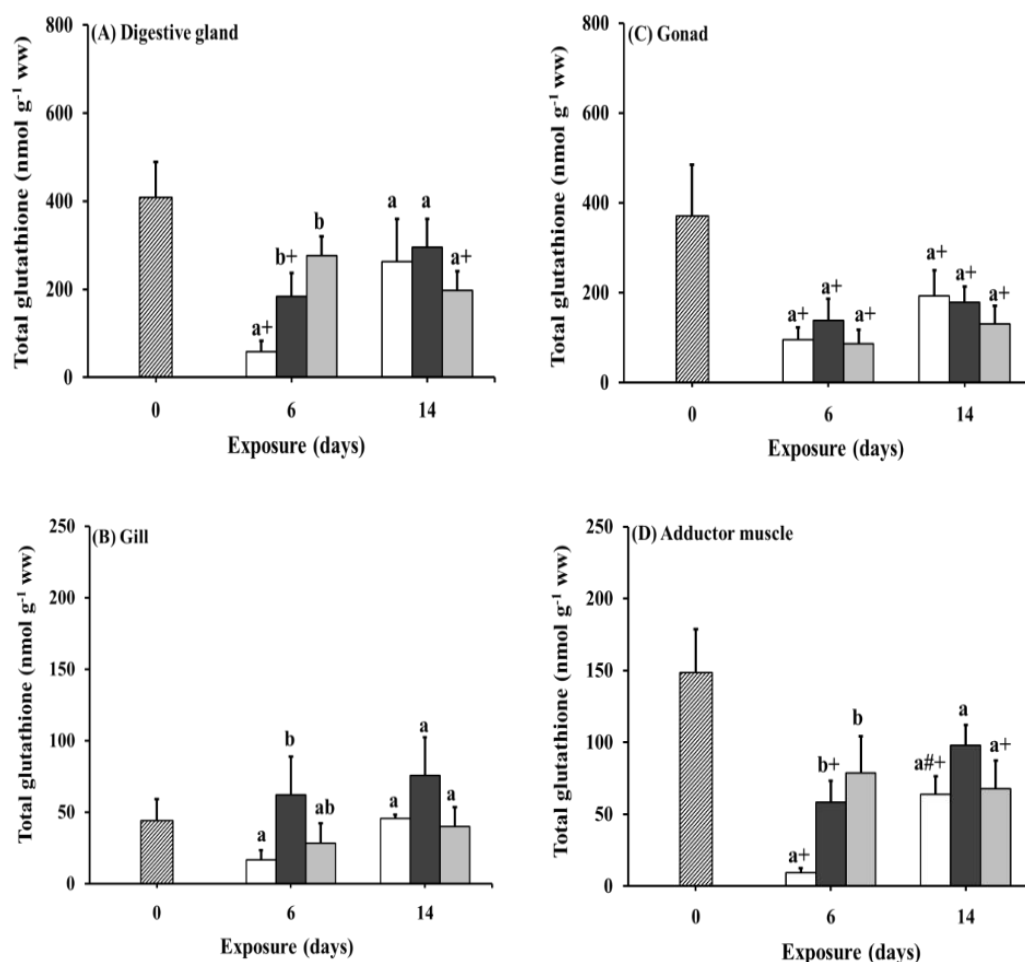 (A) Digestive gland
Total glutathione (nmol g⁻¹ ww)
800
600
400
200
0
a+
b+
b
a
a
a+
0
6
14
Exposure (days)
(C) Gonad
Total glutathione (nmol g⁻¹ ww)
800
600
400
200
0
a+
a+
a+
a+
a+
a+
0
6
14
Exposure (days)
(B) Gill
Total glutathione (nmol g⁻¹ ww)
250
200
150
100
50
0
a
b
ab
a
a
a
0
6
14
Exposure (days)
(D) Adductor muscle
Total glutathione (nmol g⁻¹ ww)
250
200
150
100
50
0
a+
b+
b
a#+
a
a+
0
6
14
Exposure (days)